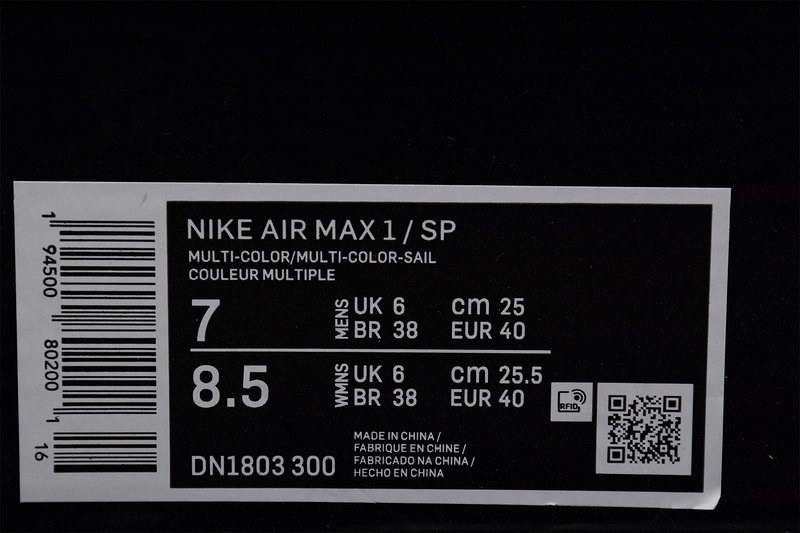 1
94500
80200
1
16
NIKE AIR MAX 1 / SP
MULTI-COLOR/MULTI-COLOR-SAIL
COULEUR MULTIPLE
7 MENS UK 6 cm 25
BR 38 EUR 40
8.5 WMNS UK 6 cm 25.5
BR 38 EUR 40
RFID
DN1803 300
MADE IN CHINA /
FABRIQUE EN CHINE /
FABRICADO NA CHINA /
HECHO EN CHINA